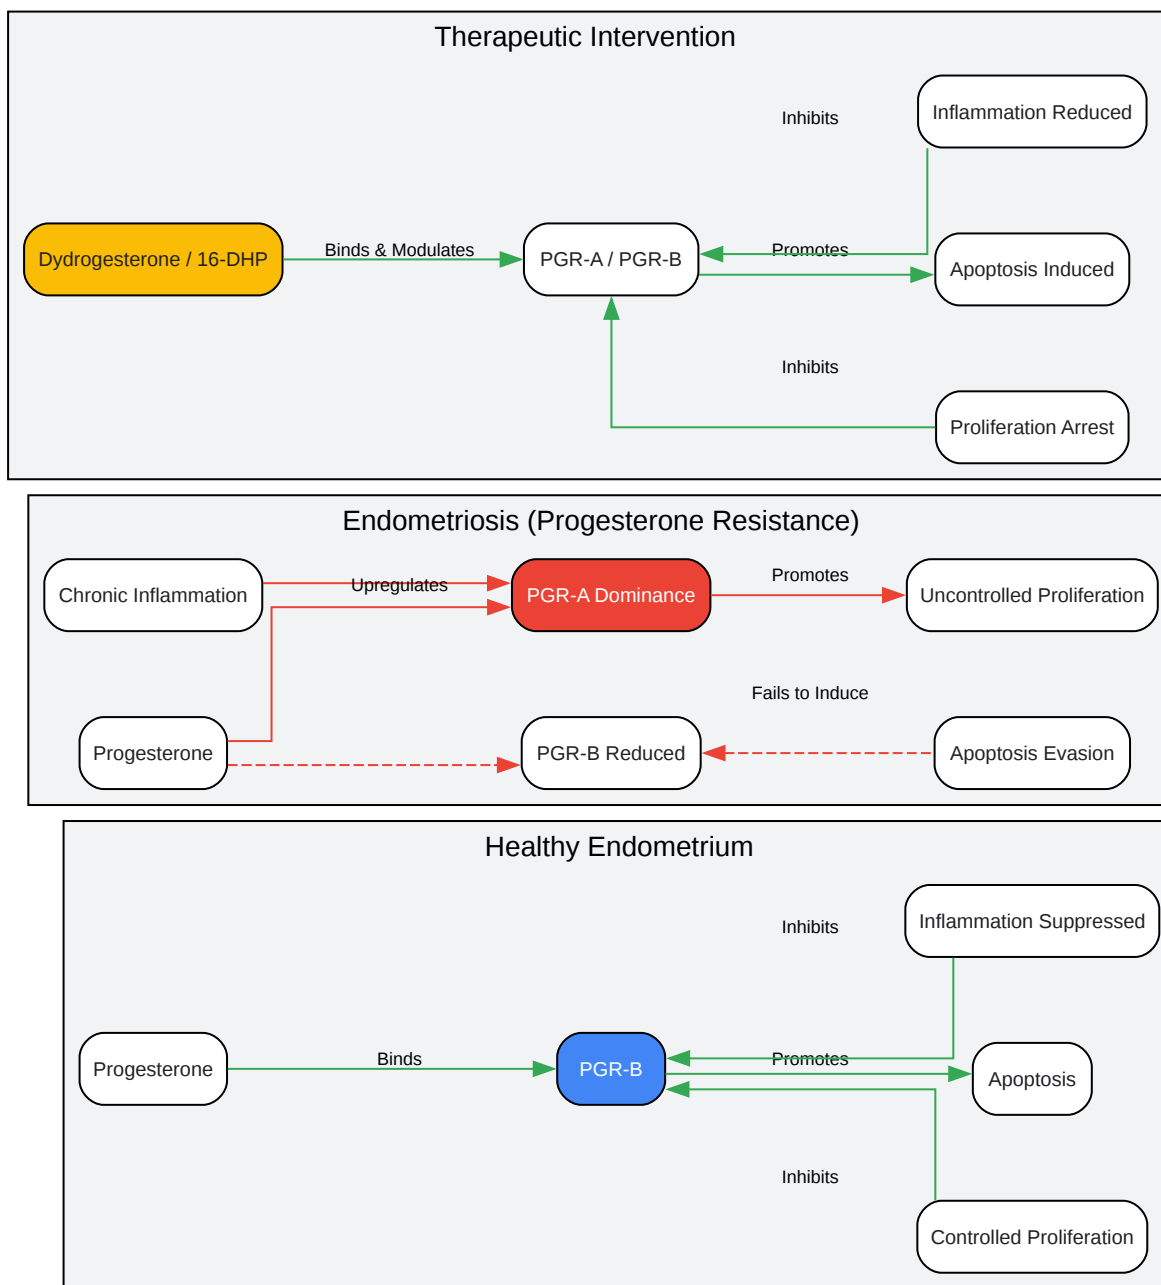 Therapeutic Intervention
Inhibits
Inflammation Reduced
Dydrogesterone / 16-DHP
Binds & Modulates
PGR-A / PGR-B
Promotes
Apoptosis Induced
Inhibits
Proliferation Arrest
Endometriosis (Progesterone Resistance)
Chronic Inflammation
Upregulates
PGR-A Dominance
Promotes
Uncontrolled Proliferation
Fails to Induce
Progesterone
PGR-B Reduced
Apoptosis Evasion
Healthy Endometrium
Inhibits
Inflammation Suppressed
Progesterone
Binds
PGR-B
Promotes
Apoptosis
Inhibits
Controlled Proliferation